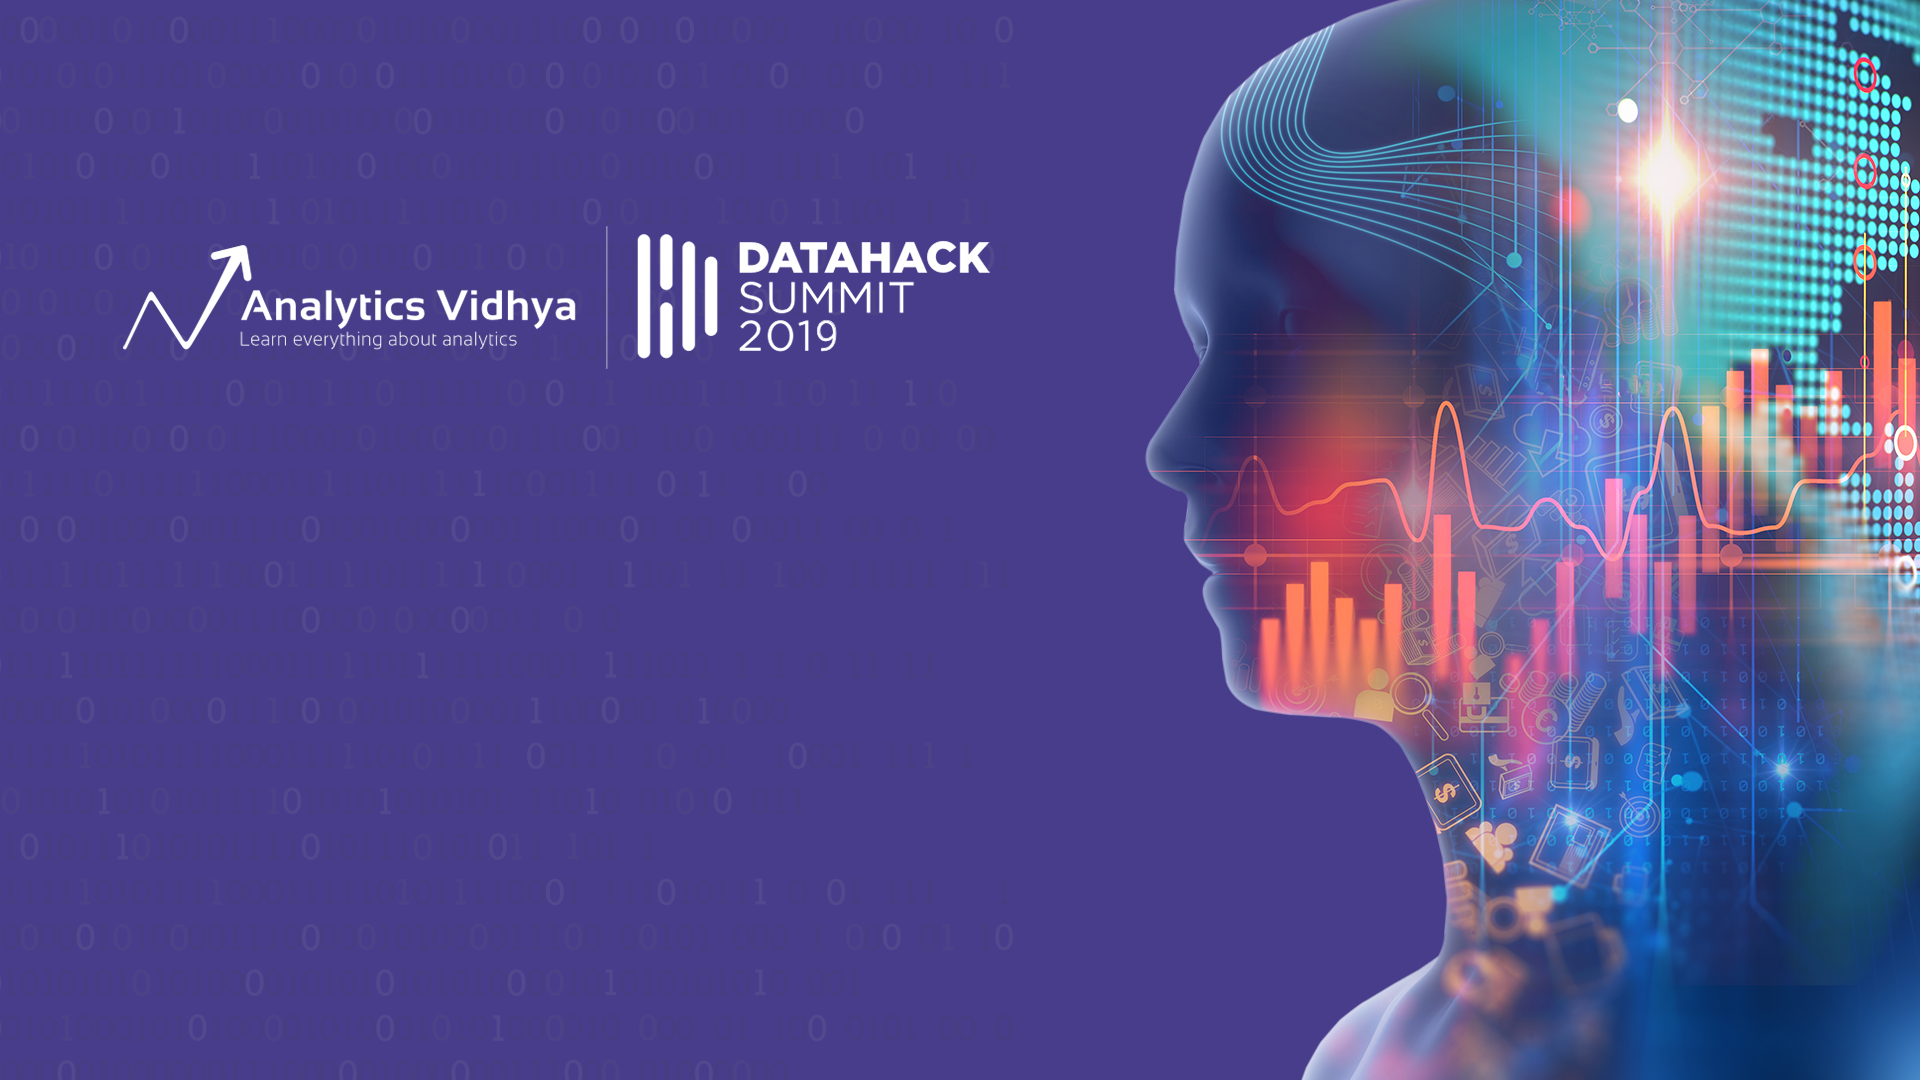 Analytics Vidhya
Learn everything about analytics
DATAHACK
SUMMIT
2019